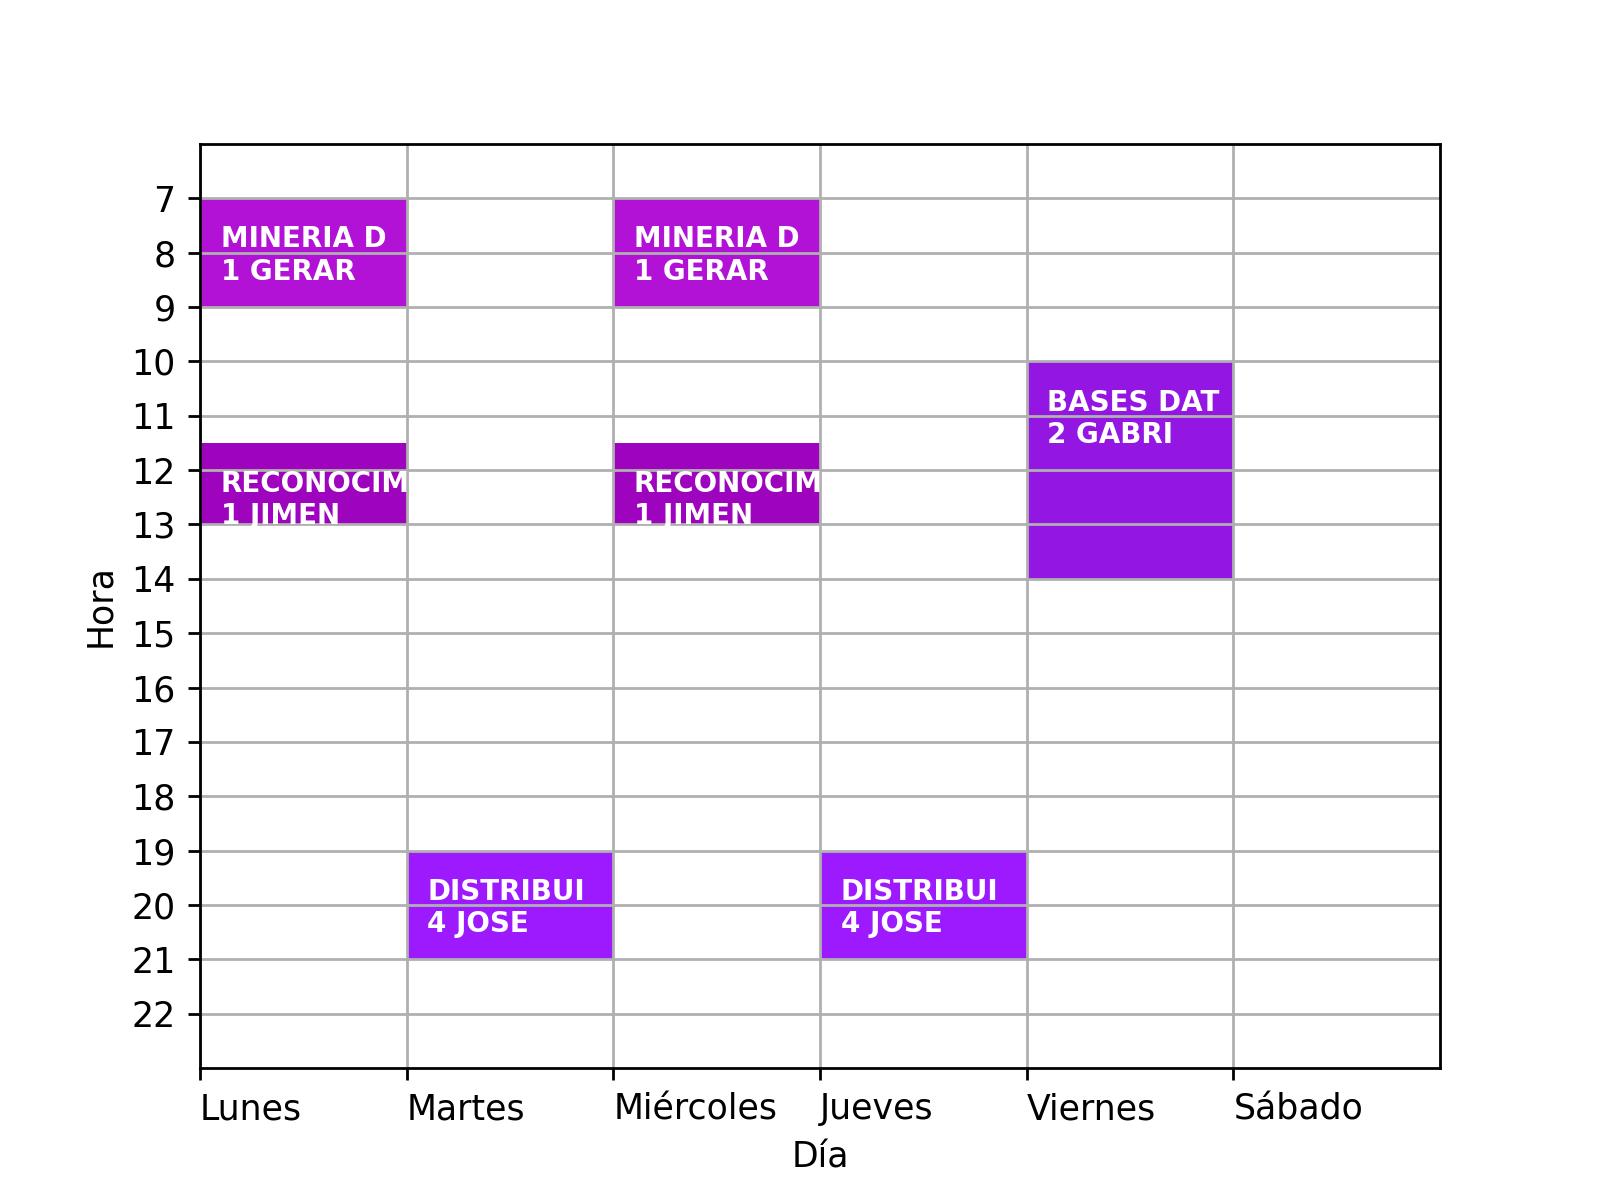 7
8
9
10
11
12
13
14
15
16
17
18
19
20
21
22
Hora
MINERIA D
1 GERAR
MINERIA D
1 GERAR
BASES DAT
2 GABRI
RECONOCIM
1 JIMEN
RECONOCIM
1 JIMEN
DISTRIBUI
4 JOSE
DISTRIBUI
4 JOSE
Lunes
Martes
Miércoles
Jueves
Viernes
Sábado
Día